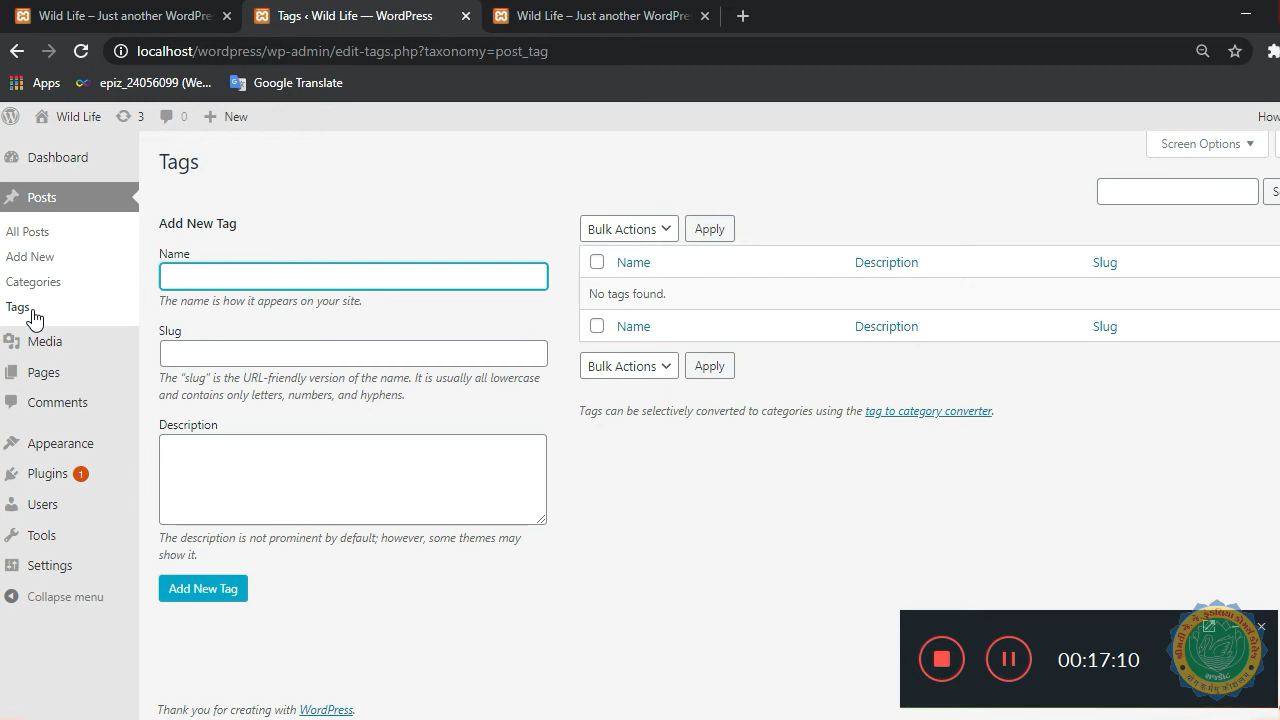 Wild Life – Just another WordPre
Tags ‹ Wild Life — WordPress
Wild Life – Just another WordPre
localhost/wordpress/wp-admin/edit-tags.php?taxonomy=post_tag
Apps
epiz_24056099 (We...
Google Translate
Wild Life
3
0
New
How
Dashboard
Posts
All Posts
Add New
Categories
Tags
Media
Pages
Comments
Appearance
Plugins 1
Users
Tools
Settings
Collapse menu
Tags
Screen Options
S
Add New Tag
Name
The name is how it appears on your site.
Slug
The “slug” is the URL-friendly version of the name. It is usually all lowercase
and contains only letters, numbers, and hyphens.
Description
The description is not prominent by default; however, some themes may
show it.
Add New Tag
Bulk Actions
Apply
Name Description Slug
No tags found.
Name Description Slug
Bulk Actions
Apply
Tags can be selectively converted to categories using the tag to category converter.
Thank you for creating with WordPress.
00:17:10